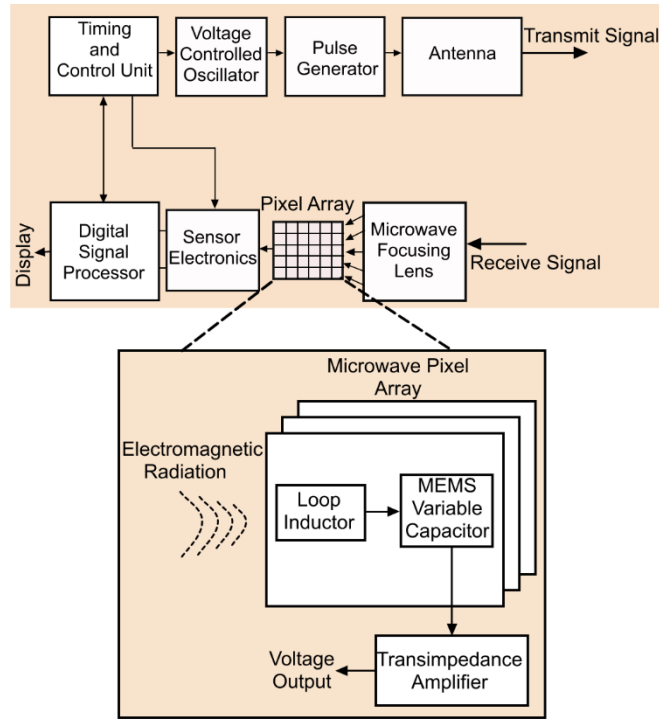 Timing
and
Control Unit
Voltage
Controlled
Oscillator
Pulse
Generator
Antenna
Transmit Signal
Display
Digital
Signal
Processor
Sensor
Electronics
Pixel Array
Microwave
Focusing
Lens
Receive Signal
Microwave Pixel
Array
Electromagnetic
Radiation
Loop
Inductor
MEMS
Variable
Capacitor
Voltage
Output
Transimpedance
Amplifier